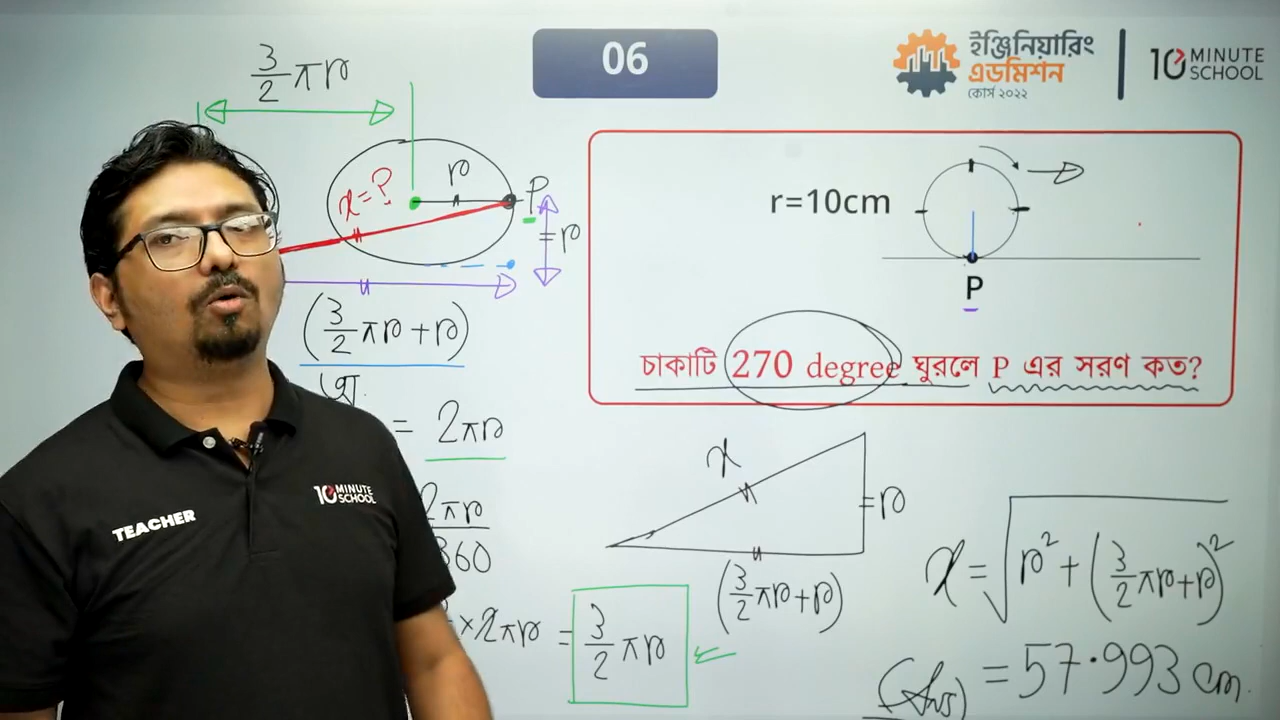 06
ইঞ্জিনিয়ারিং
এডমিশন
কোর্স ২০২২
10 MINUTE
SCHOOL
3/2 πr
x=?
r
P
= r
(3/2 πr + r)
= 2πr
2πr
360
× 2πr = 3/2 πr
r=10cm
P
চাকাটি 270 degree ঘুরলে P এর সরণ কত?
x
= r
(3/2 πr + r)
x = √r² + (3/2 πr + r)²
(Ans) = 57.993 cm.
TEACHER
10 MINUTE
SCHOOL